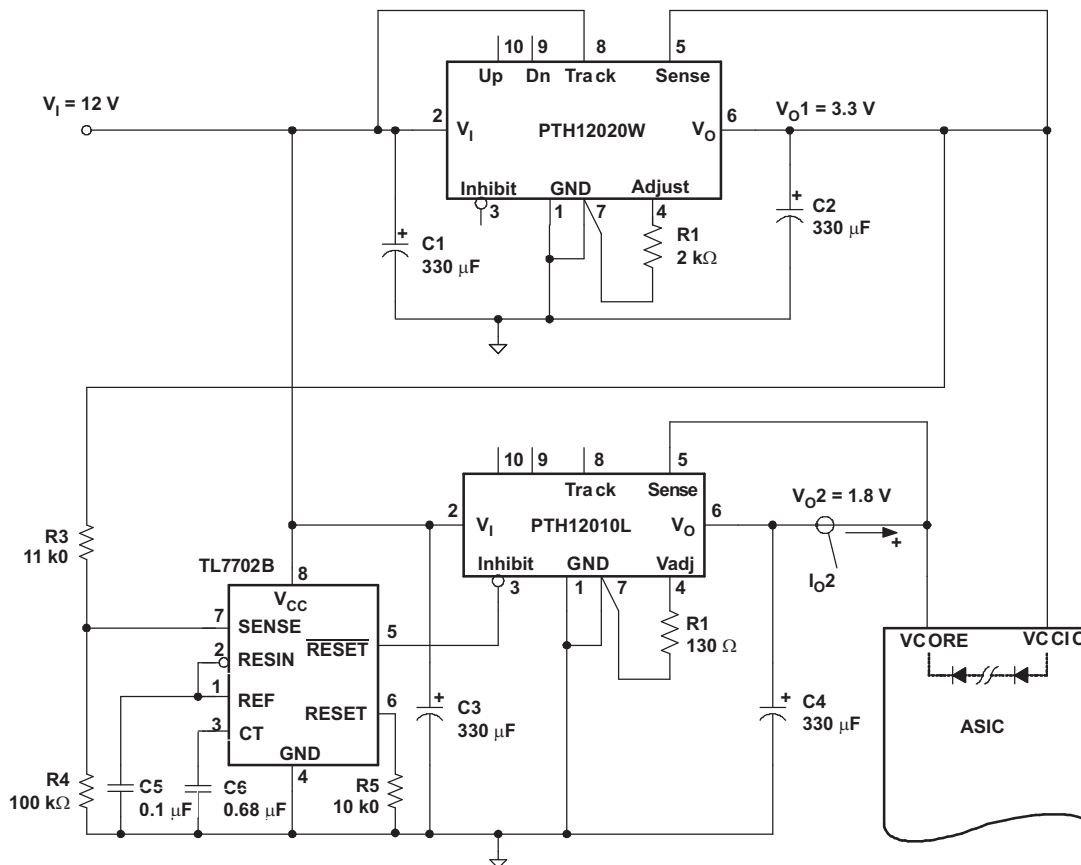 10 9 8 5
Up Dn Track Sense
V_I = 12 V
2 V_I PTH12020W V_O 6
V_O1 = 3.3 V
Inhibit GND Adjust
3 1 7 4
+ C1
330 μF
R1
2 kΩ
+ C2
330 μF
10 9 8 5
Track Sense
2 V_I PTH12010L V_O 6
V_O2 = 1.8 V
+
I_O2
Inhibit GND Vadj
3 1 7 4
R1
130 Ω
R3
11 k0
TL7702B
8
V_CC
7 SENSE
RESET 5
2 RESIN
1 REF
RESET 6
3 CT
GND
4
+ C3
330 μF
+ C4
330 μF
R4
100 kΩ
C5
0.1 μF
C6
0.68 μF
R5
10 k0
VCORE VCCIO
ASIC